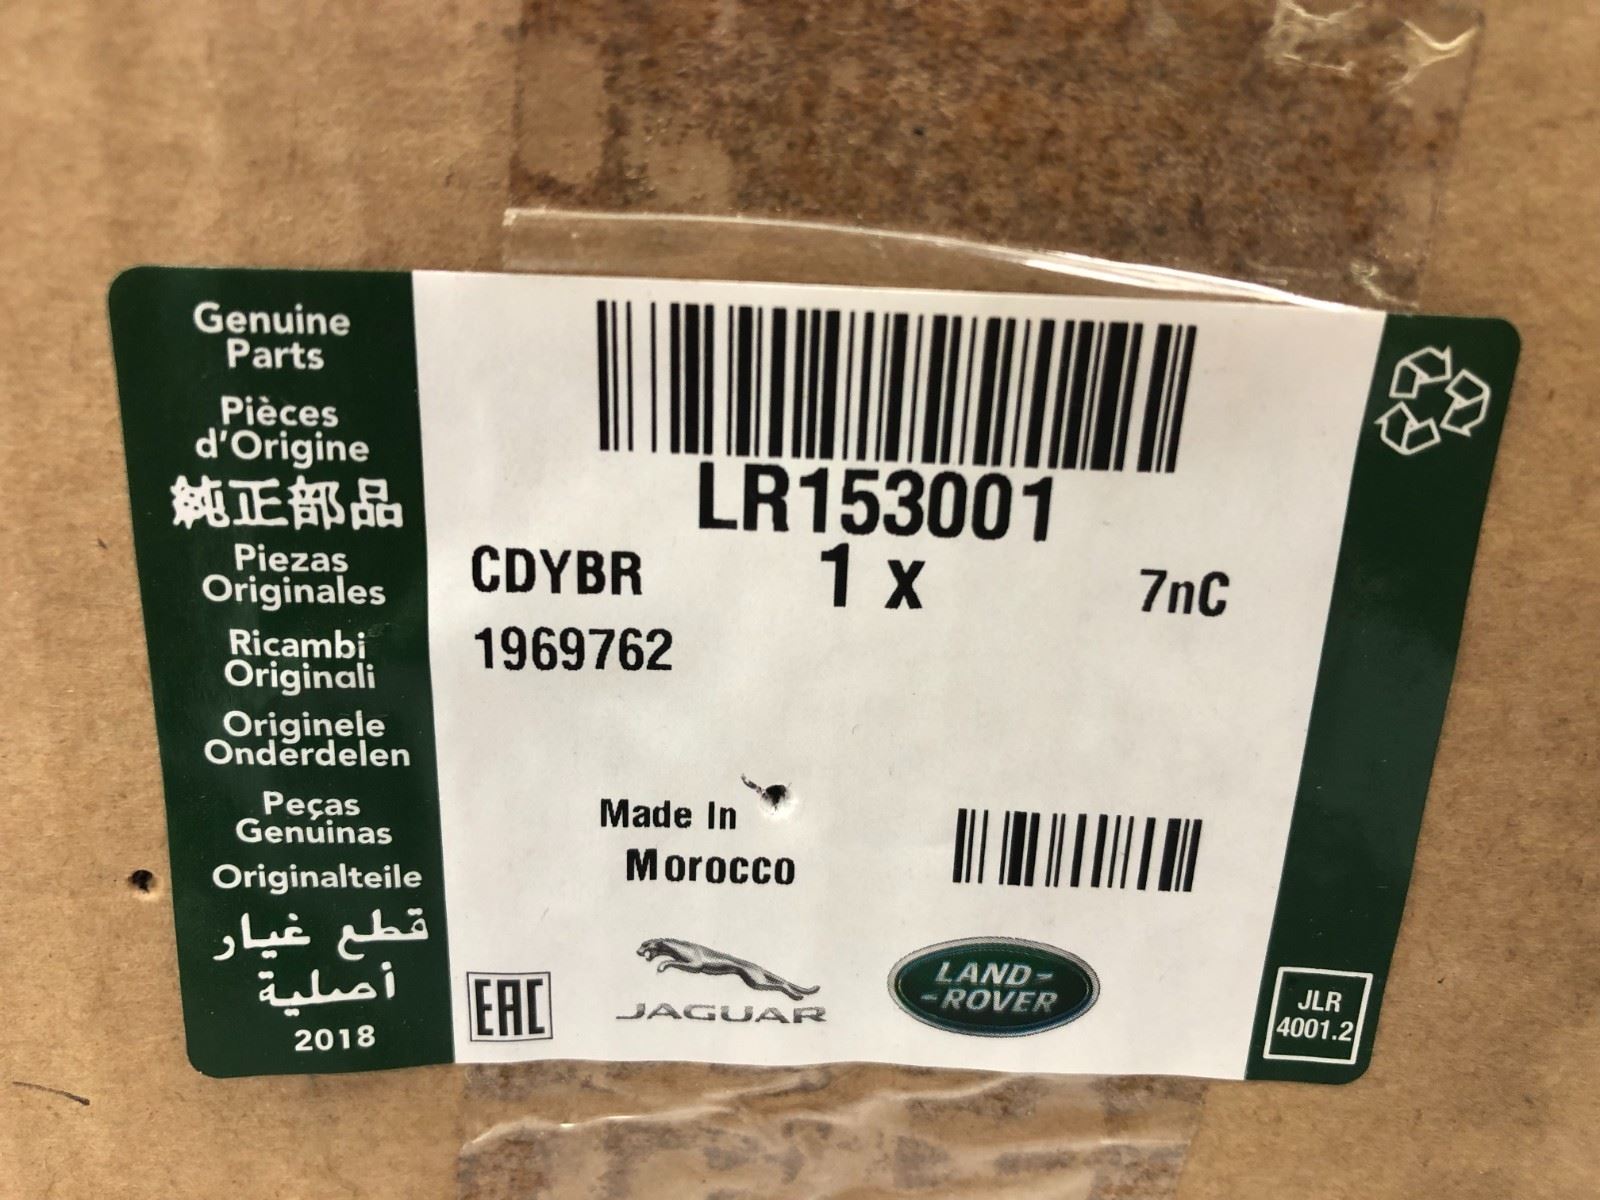 Genuine
Parts
Pièces
d'Origine
純正部品
Piezas
Originales
Ricambi
Originali
Originele
Onderdelen
Peças
Genuinas
Originalteile
قطع غيار
أصلية
2018
LR153001
CDYBR 1 x 7nC
1969762
Made In
Morocco
EAC
JAGUAR
LAND-
-ROVER
JLR
4001.2